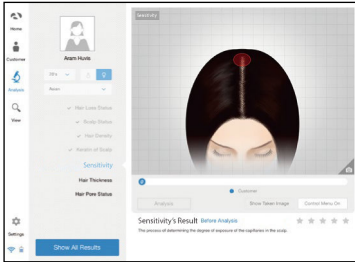 Home
Customer
Analysis
View
Settings
Aram Huvis
Asian
Hair Loss Status
Scalp Status
Hair Density
Keratin of Scalp
Sensitivity
Hair Thickness
Hair Pore Status
Show All Results
Sensitivity
Customer
Analysis
Show Taken Image
Control Menu On
Sensitivity's Result Before Analysis
The process of determining the degree of exposure of the capillaries in the scalp.